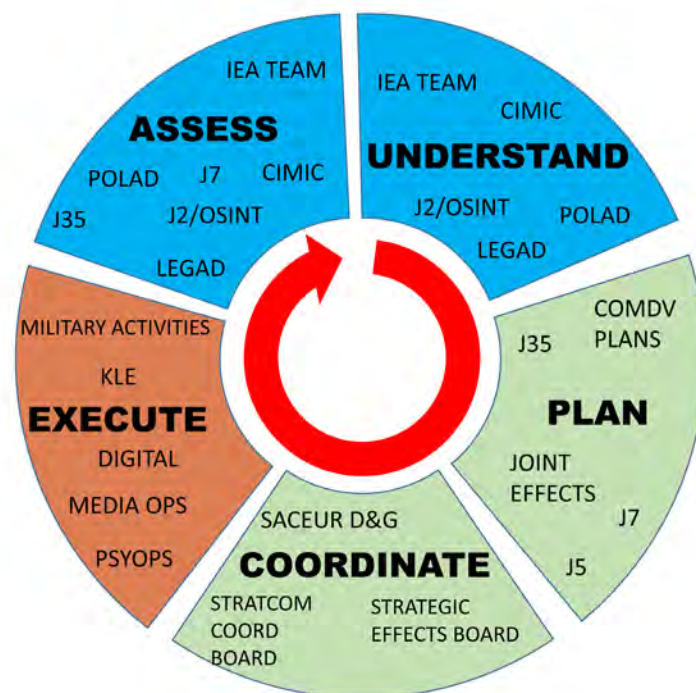 IEA TEAM
ASSESS
POLAD
J7
CIMIC
J35
J2/OSINT
LEGAD
IEA TEAM
CIMIC
UNDERSTAND
J2/OSINT
POLAD
LEGAD
COMDV
PLANS
J35
PLAN
JOINT
EFFECTS
J7
J5
SACEUR D&G
COORDINATE
STRATCOM
COORD
BOARD
STRATEGIC
EFFECTS BOARD
MILITARY ACTIVITIES
KLE
EXECUTE
DIGITAL
MEDIA OPS
PSYOPS